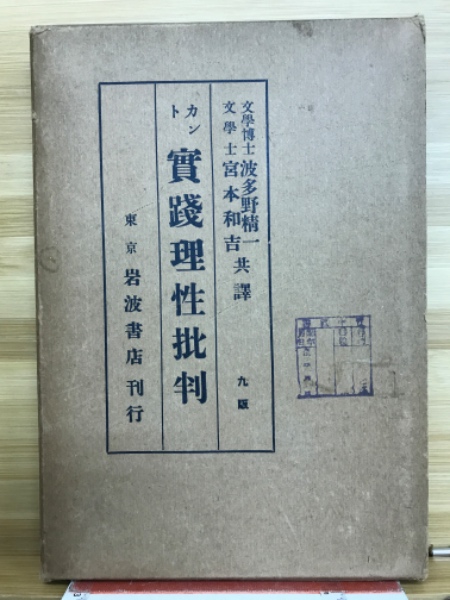 文學博士 波多野精一
文學士 宮本和吉
共譯
九版
カント
實踐理性批判
東京 岩波書店刊行